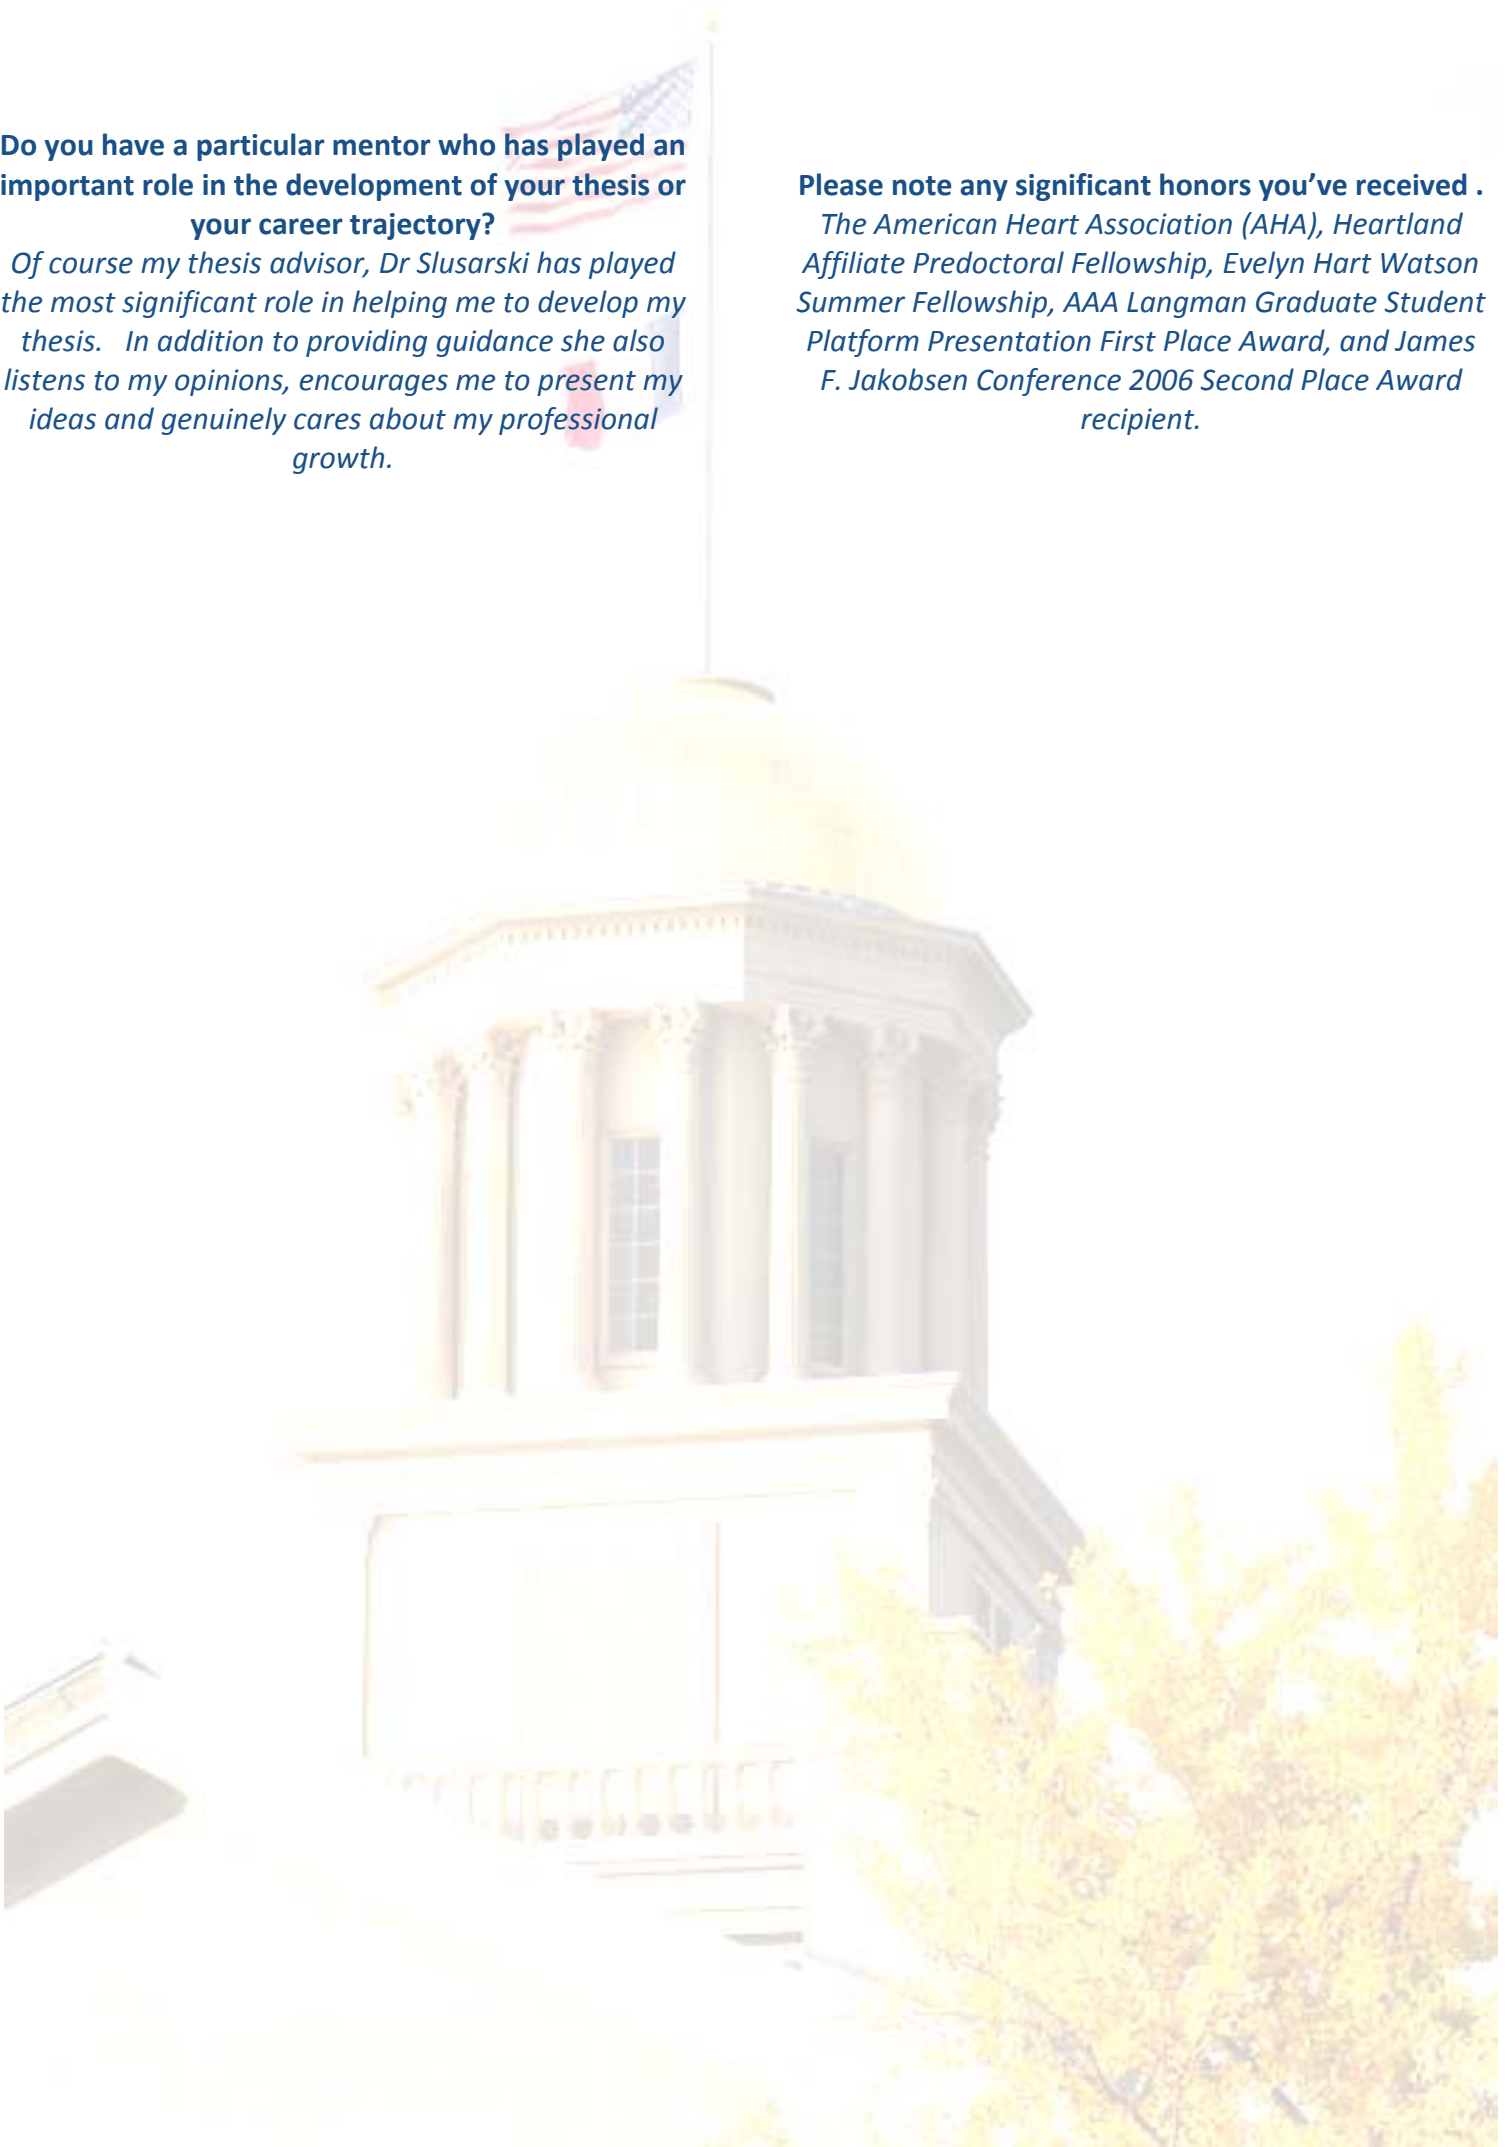 Do you have a particular mentor who has played an
important role in the development of your thesis or
your career trajectory?
Of course my thesis advisor, Dr Slusarski has played
the most significant role in helping me to develop my
thesis.   In addition to providing guidance she also
listens to my opinions, encourages me to present my
ideas and genuinely cares about my professional
growth.
Please note any significant honors you’ve received .
The American Heart Association (AHA), Heartland
Affiliate Predoctoral Fellowship, Evelyn Hart Watson
Summer Fellowship, AAA Langman Graduate Student
Platform Presentation First Place Award, and James
F. Jakobsen Conference 2006 Second Place Award
recipient.